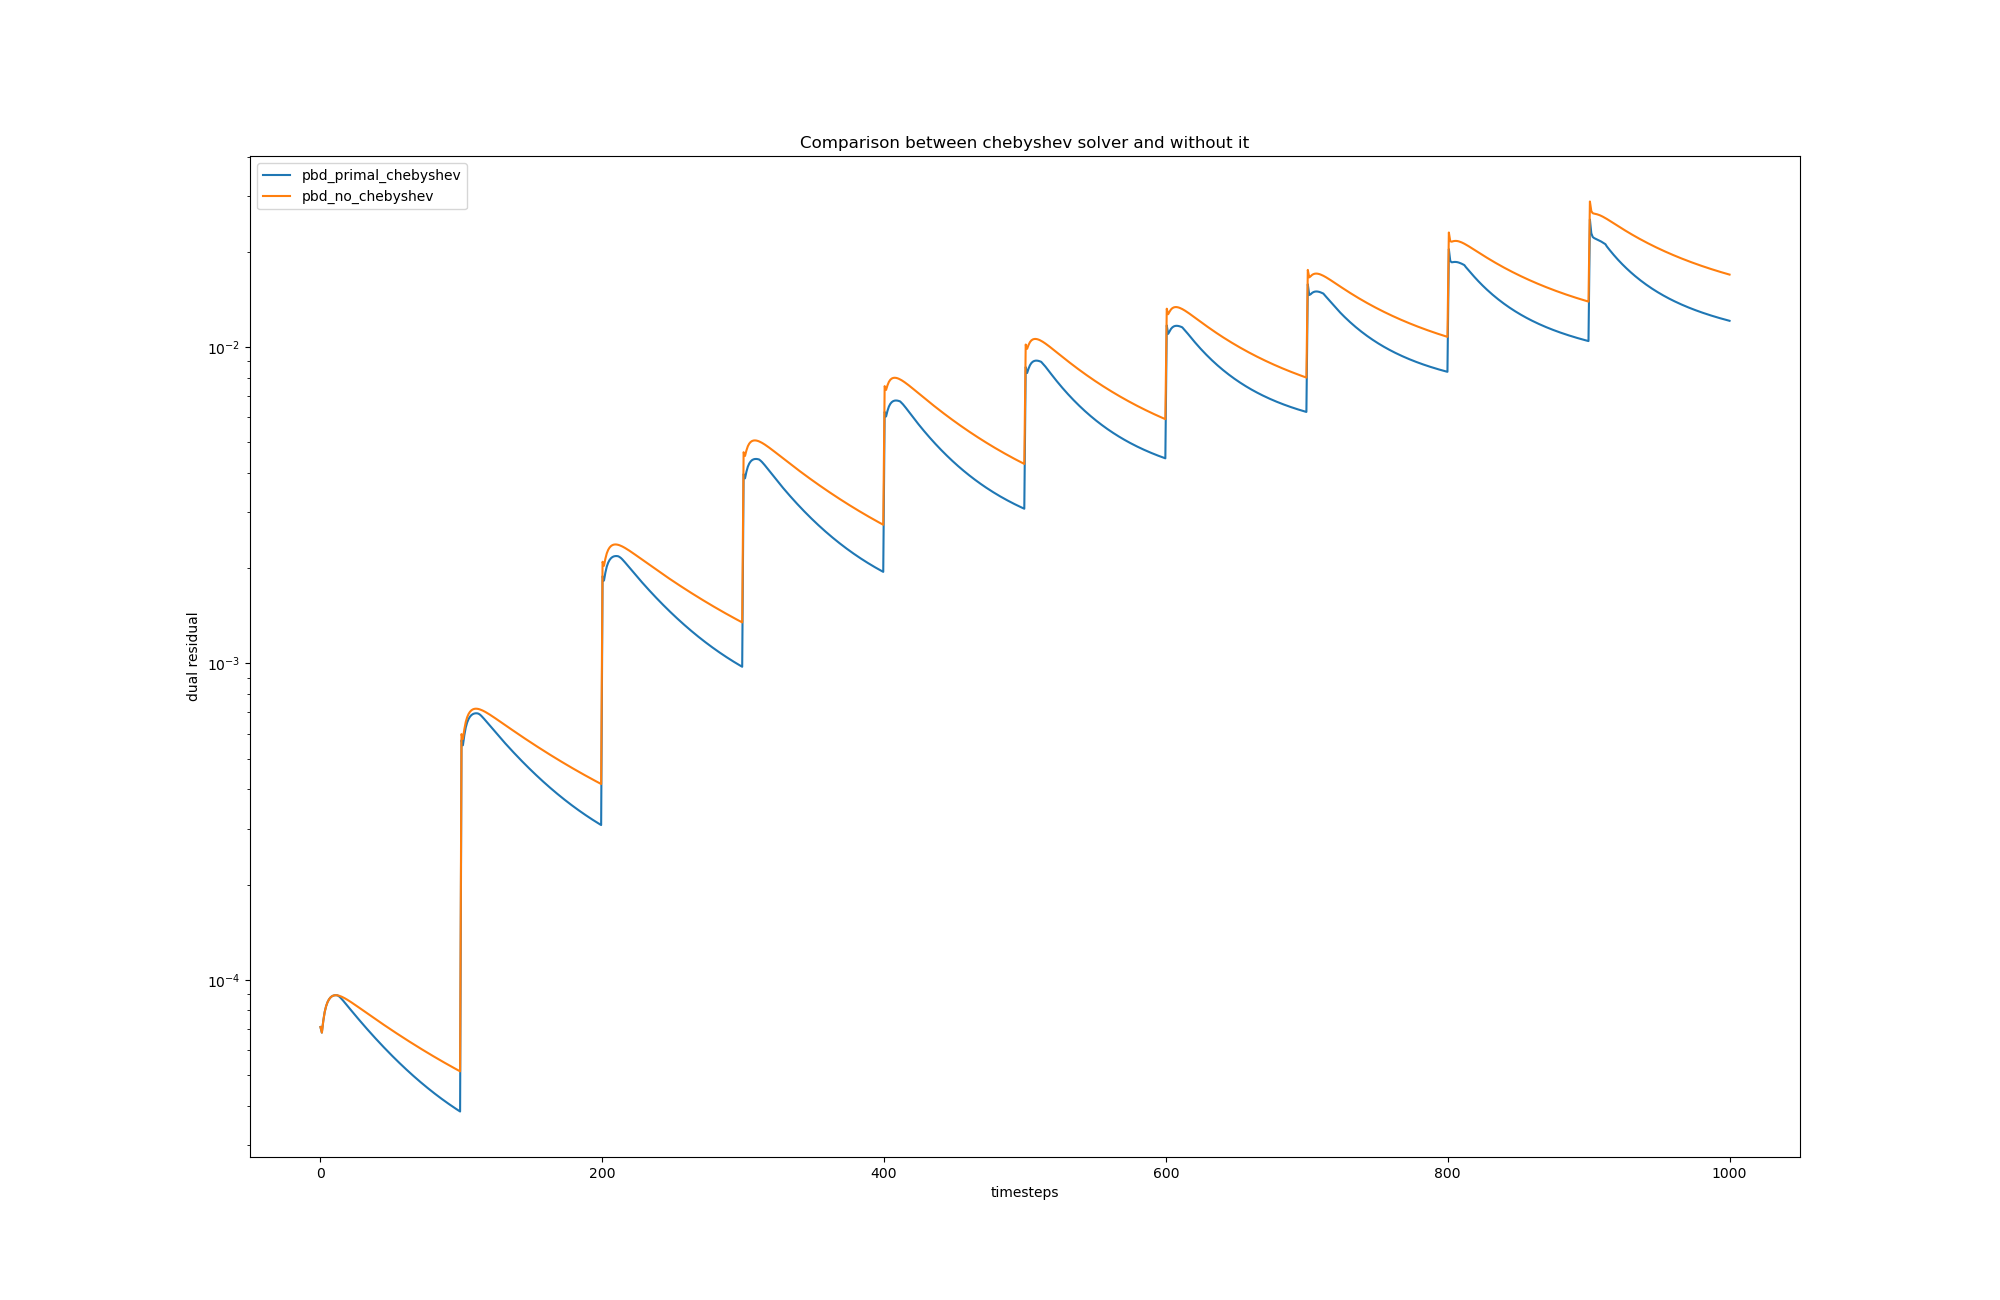 Comparison between chebyshev solver and without it
pbd_primal_chebyshev
pbd_no_chebyshev
dual residual
10⁻²
10⁻³
10⁻⁴
0 200 400 600 800 1000
timesteps